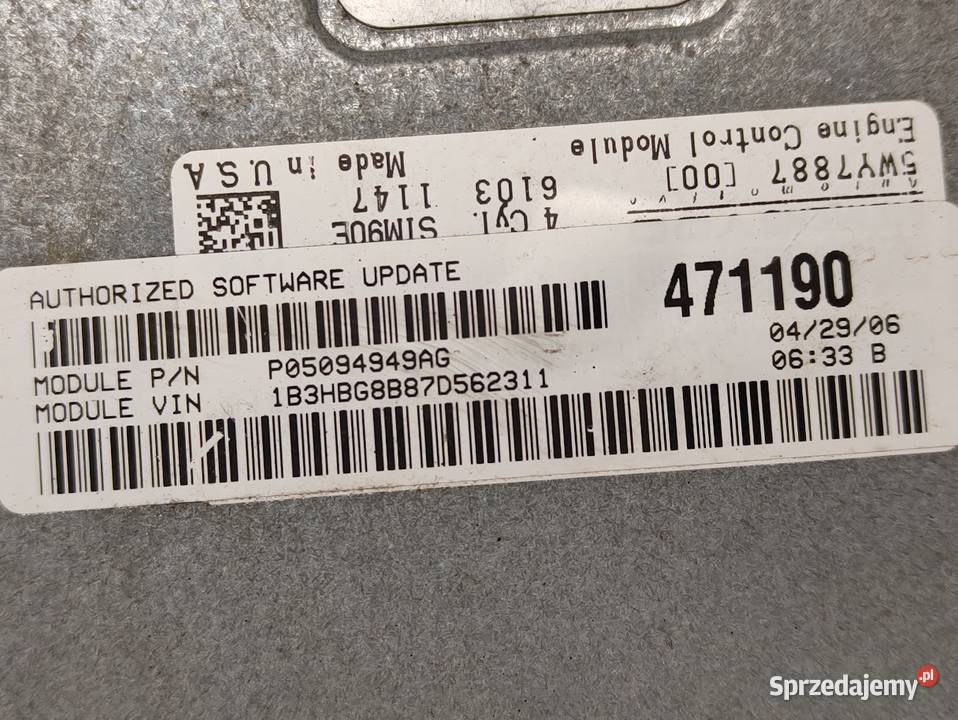 Engine Control Module
5WY7887 [00]
Made in U.S.A
6103 1147
4 Cyl. SIM90E
AUTHORIZED SOFTWARE UPDATE
471190
MODULE P/N P05094949AG
04/29/06
MODULE VIN 1B3HBG8B87D562311
06:33 B
Sprzedajemy.pl